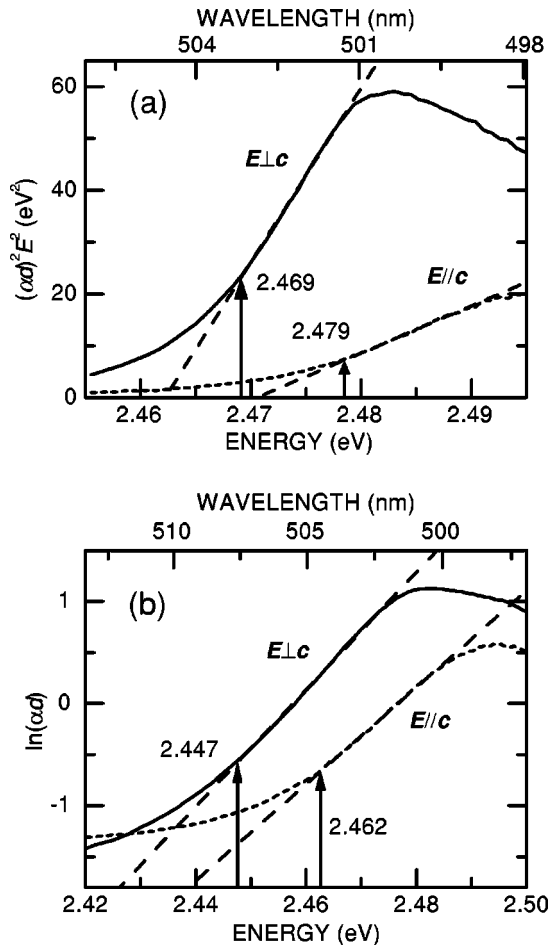 WAVELENGTH (nm)
504 501 498
(a)
60
40
20
0
(αd)²E² (eV²)
E⊥c
2.469
E//c
2.479
2.46 2.47 2.48 2.49
ENERGY (eV)
WAVELENGTH (nm)
510 505 500
(b)
1
0
-1
ln(αd)
E⊥c
E//c
2.447
2.462
2.42 2.44 2.46 2.48 2.50
ENERGY (eV)